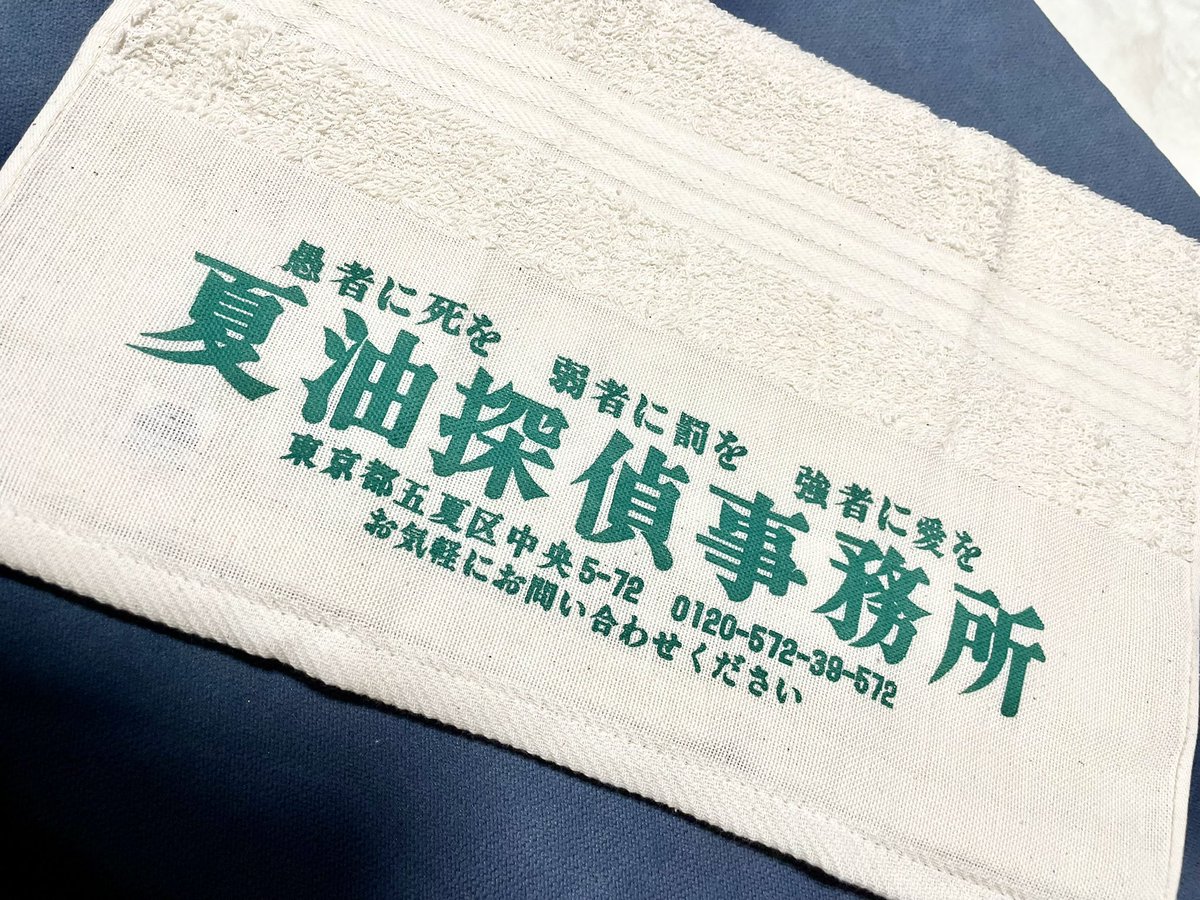 愚者に死を　弱者に罰を　強者に愛を
夏油探偵事務所
東京都五夏区中央5-72　0120-572-39-572
お気軽にお問い合わせください